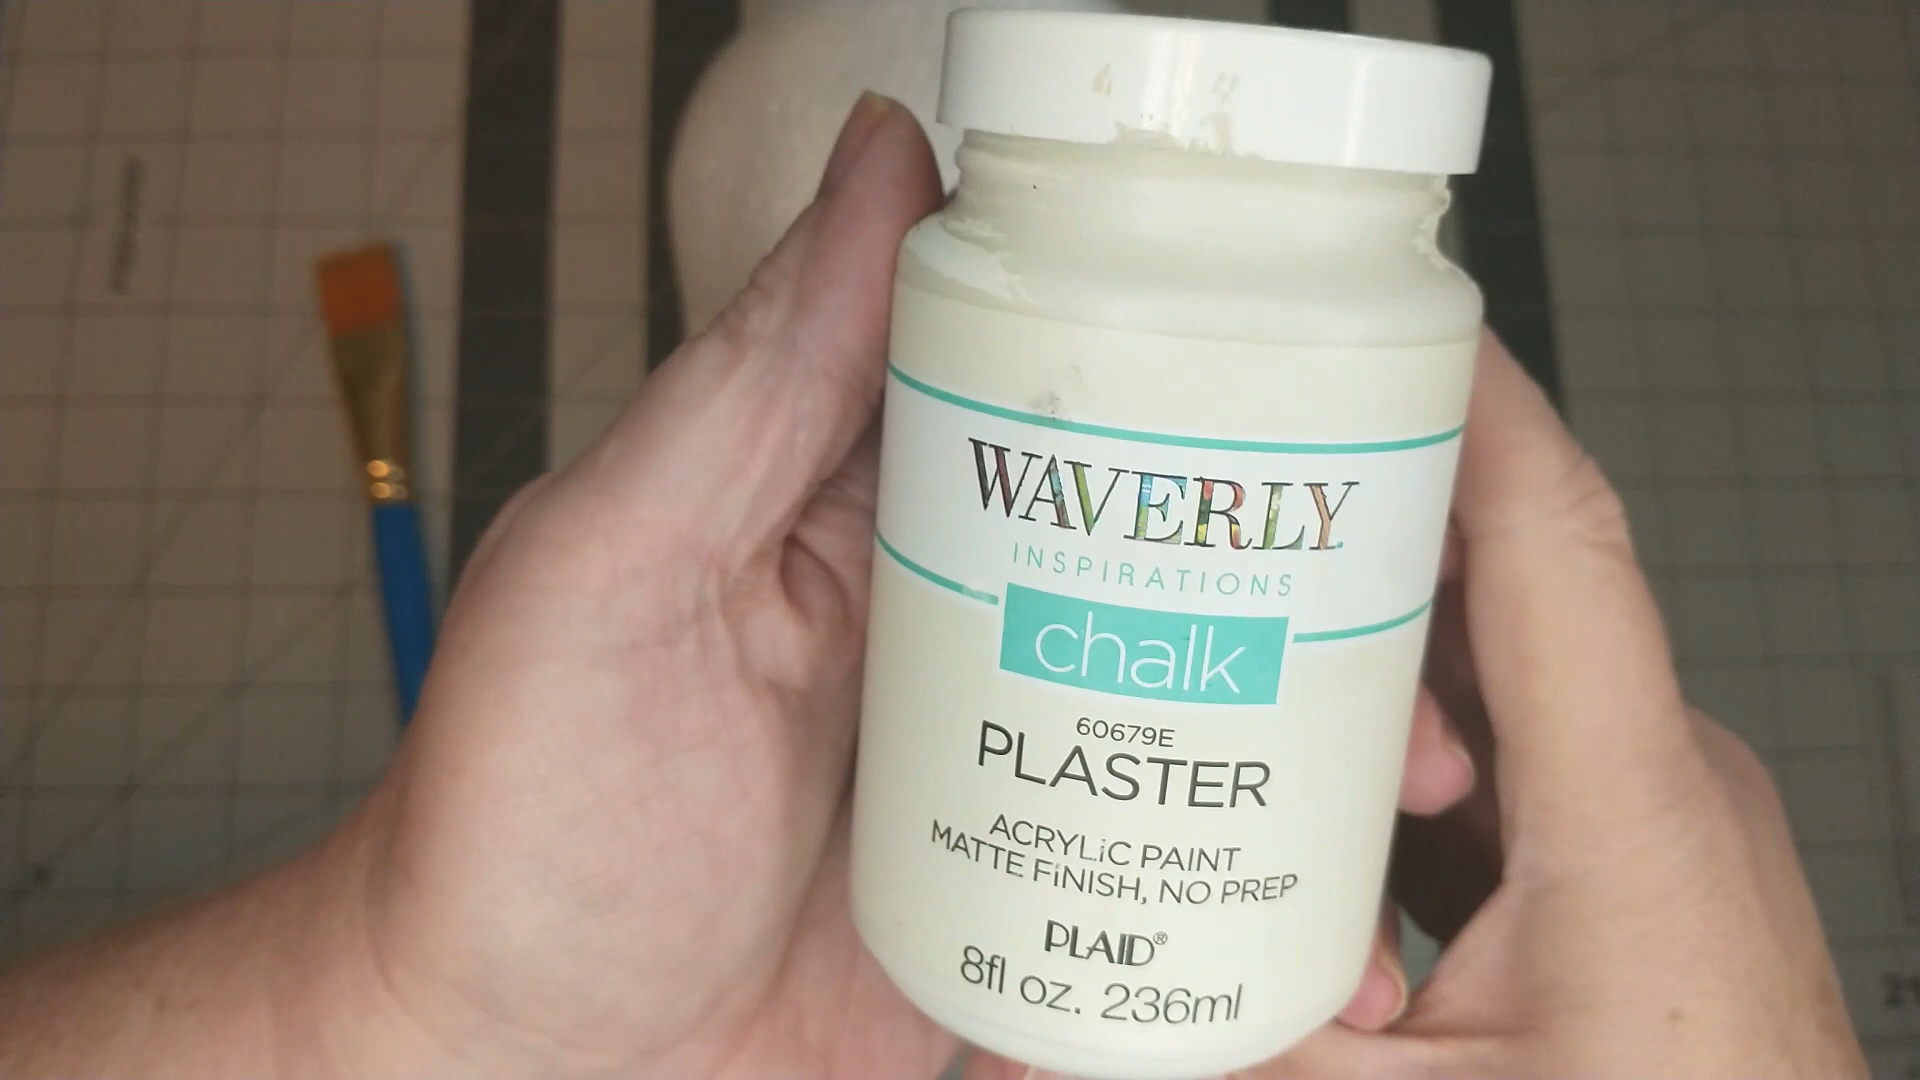 WAVERLY
INSPIRATIONS
chalk
60679E
PLASTER
ACRYLiC PAINT
MATTE FiNISH, NO PREP
PLAID®
8fl oz. 236ml